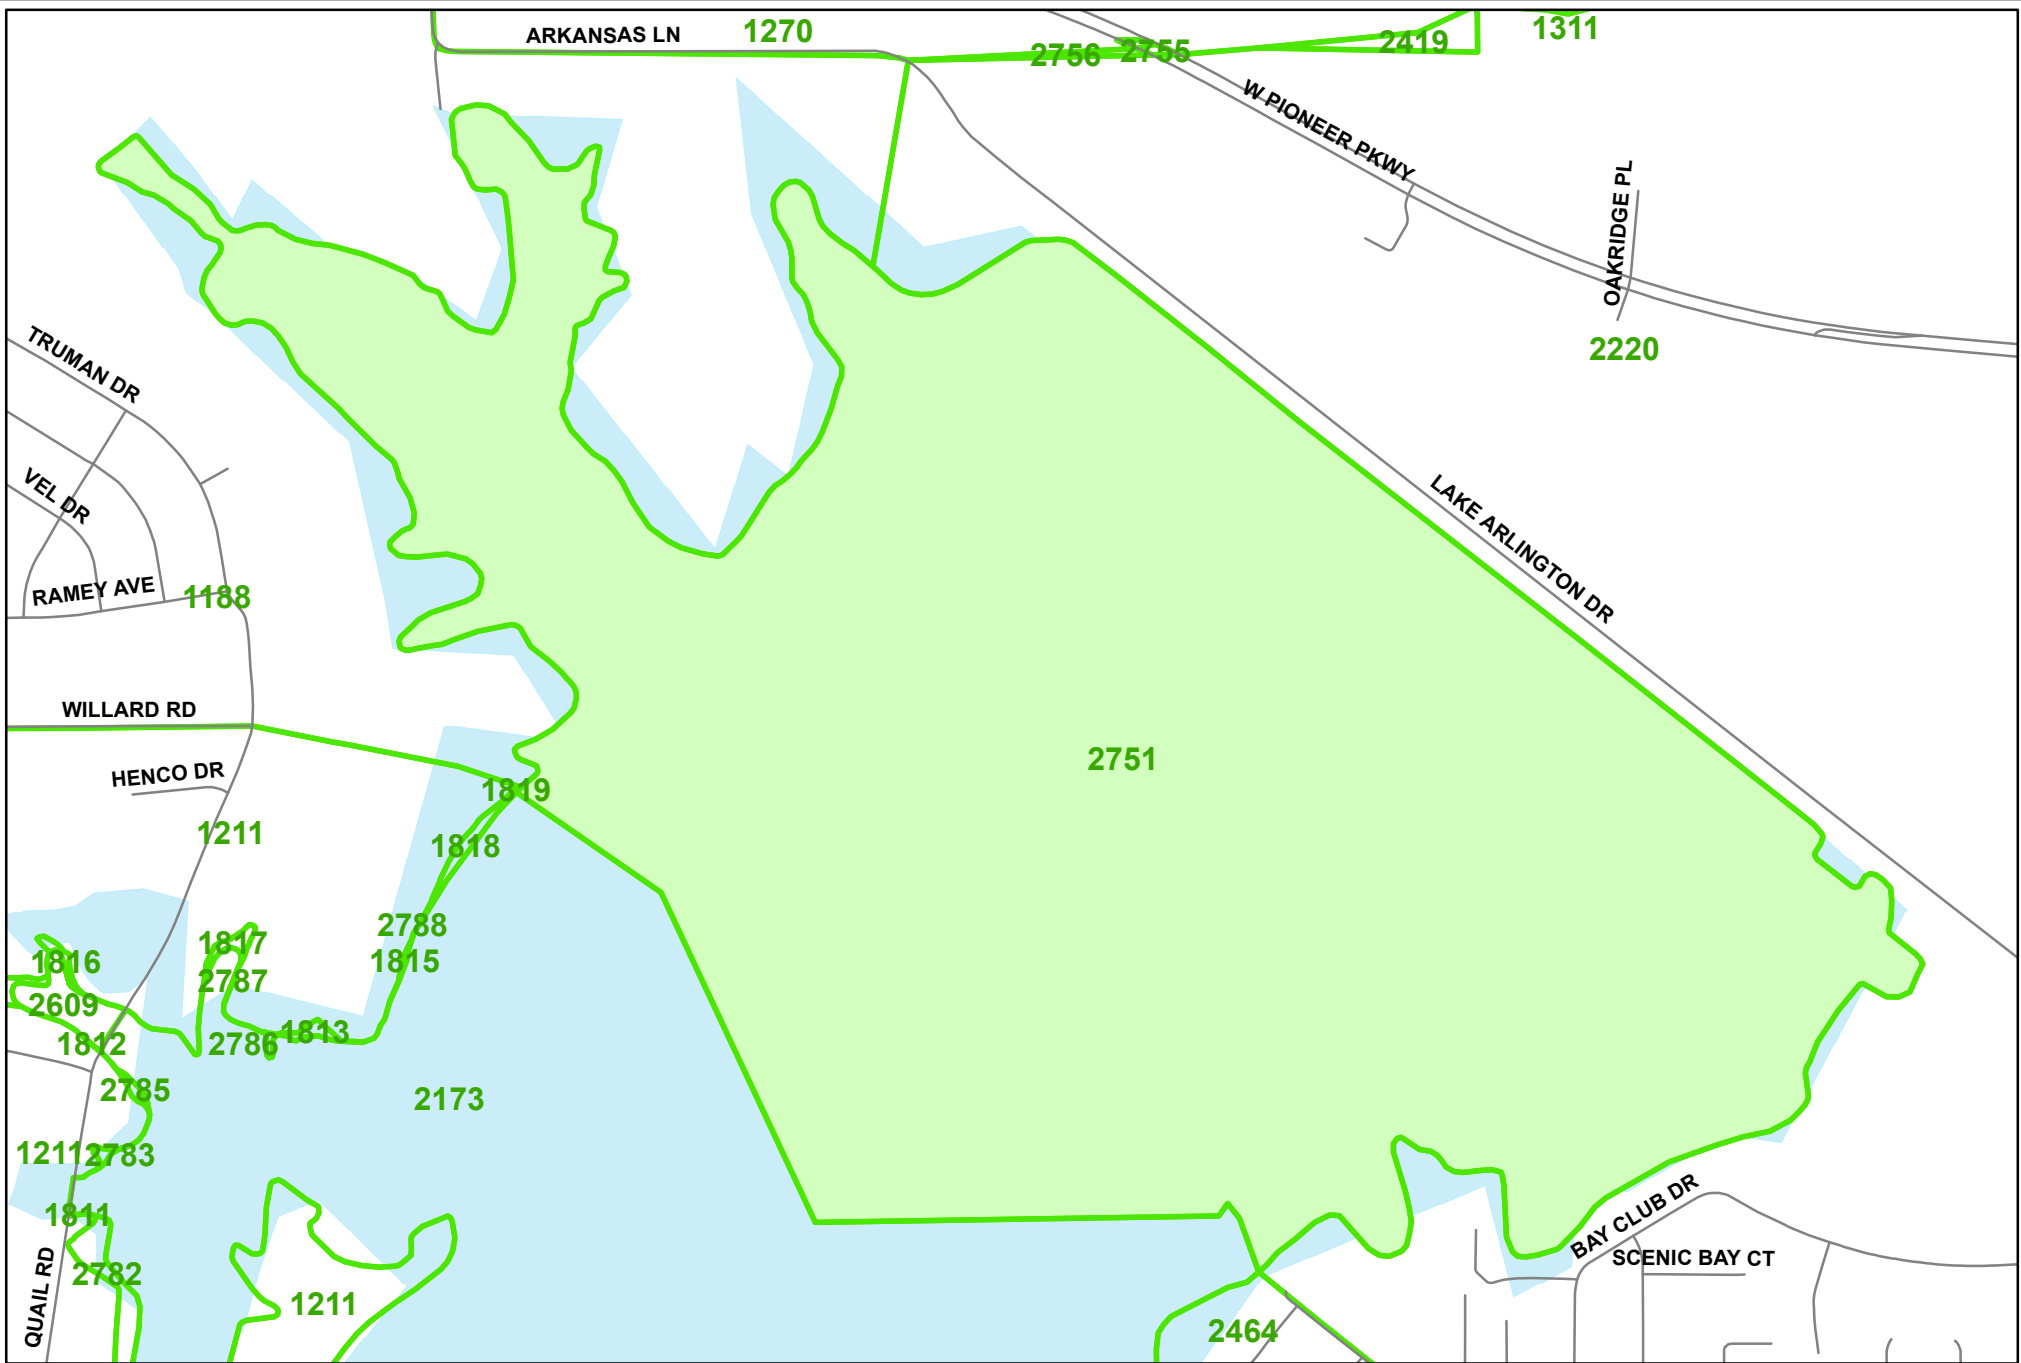 ARKANSAS LN
1270
2756
2755
2419
1311
W PIONEER PKWY
OAKRIDGE PL
2220
TRUMAN DR
VEL DR
RAMEY AVE
1188
LAKE ARLINGTON DR
WILLARD RD
2751
HENCO DR
1819
1211
1818
2788
1817
1815
1816
2787
2609
1813
1812
2786
2785
2173
1211
2783
1811
BAY CLUB DR
SCENIC BAY CT
2782
QUAIL RD
1211
2464